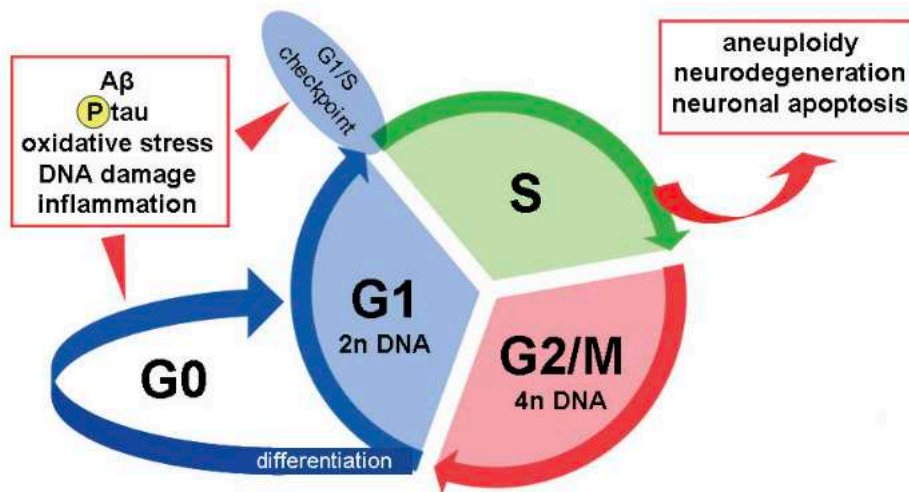 Aβ
P tau
oxidative stress
DNA damage
inflammation
G1/S
checkpoint
aneuploidy
neurodegeneration
neuronal apoptosis
S
G1
2n DNA
G2/M
4n DNA
G0
differentiation